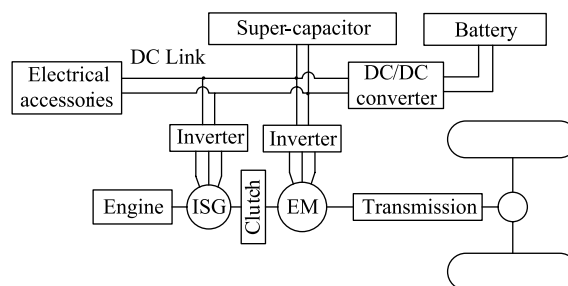 Super-capacitor
Battery
DC Link
Electrical
accessories
DC/DC
converter
Inverter
Inverter
Engine
ISG
Clutch
EM
Transmission